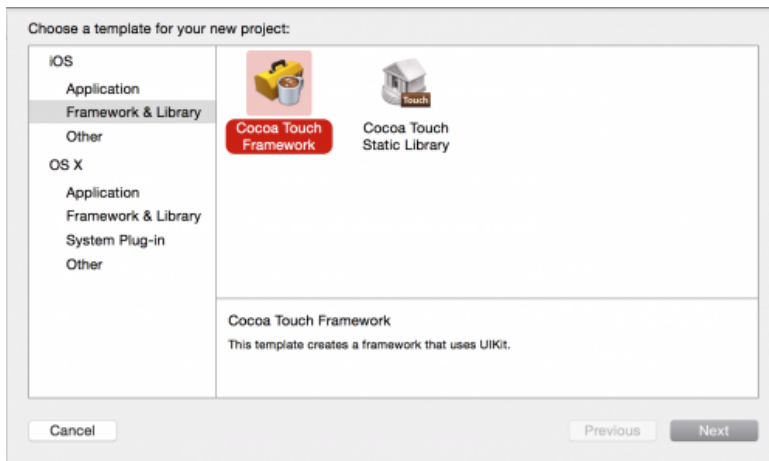 Choose a template for your new project:
iOS
Application
Framework & Library
Other
OS X
Application
Framework & Library
System Plug-in
Other
Touch
Cocoa Touch
Framework
Cocoa Touch
Static Library
Cocoa Touch Framework
This template creates a framework that uses UIKit.
Cancel
Previous
Next